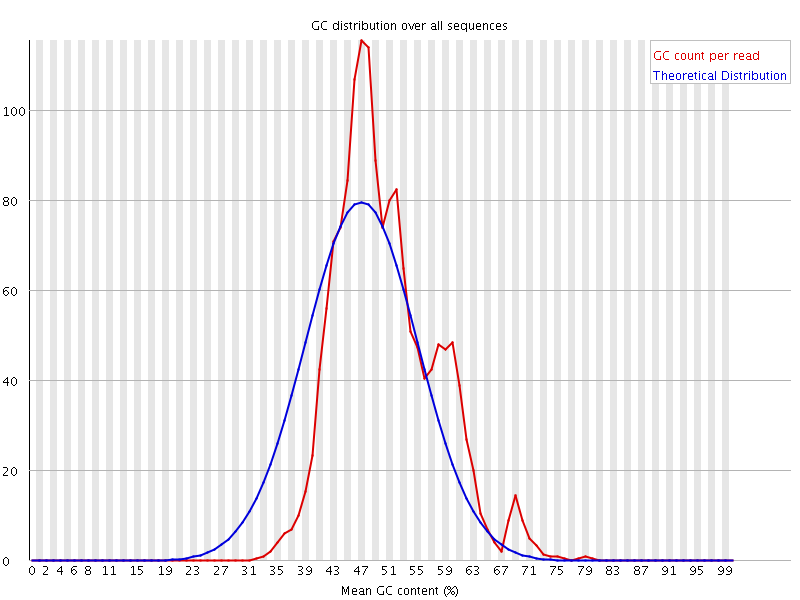 GC distribution over all sequences
GC count per read
Theoretical Distribution
100
80
60
40
20
0
0 2 4 6 8 11 15 19 23 27 31 35 39 43 47 51 55 59 63 67 71 75 79 83 87 91 95 99
Mean GC content (%)